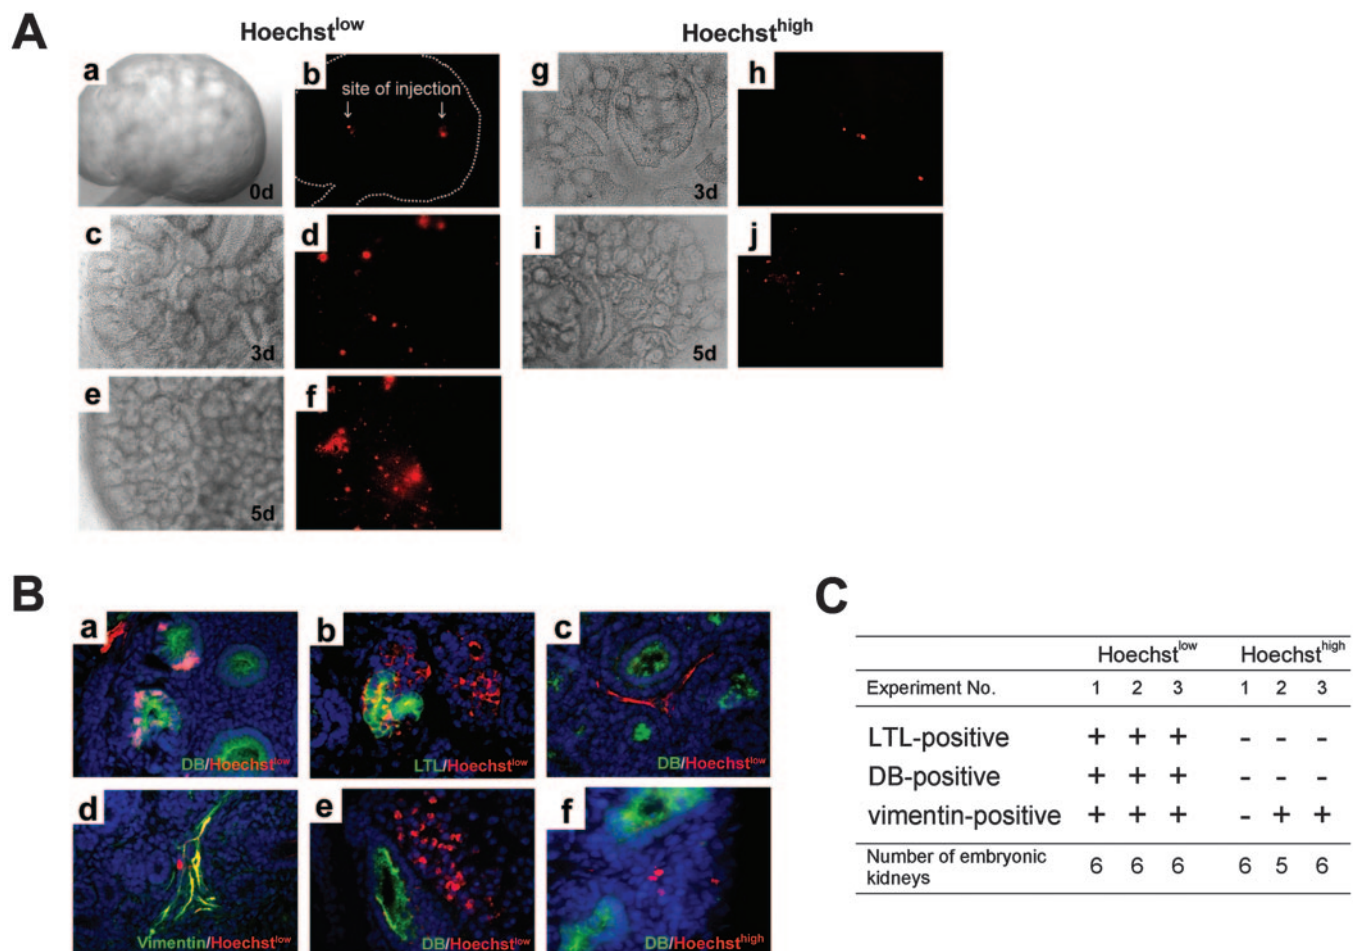 A
Hoechst^low
Hoechst^high
a
0d
b
site of injection
g
3d
h
c
3d
d
i
5d
j
e
5d
f
B
a
DB/Hoechst^low
b
LTL/Hoechst^low
c
DB/Hoechst^low
d
Vimentin/Hoechst^low
e
DB/Hoechst^low
f
DB/Hoechst^high
C
Hoechst^low Hoechst^high
Experiment No. 1 2 3 1 2 3
LTL-positive + + + - - -
DB-positive + + + - - -
vimentin-positive + + + - + +
Number of embryonic
kidneys 6 6 6 6 5 6